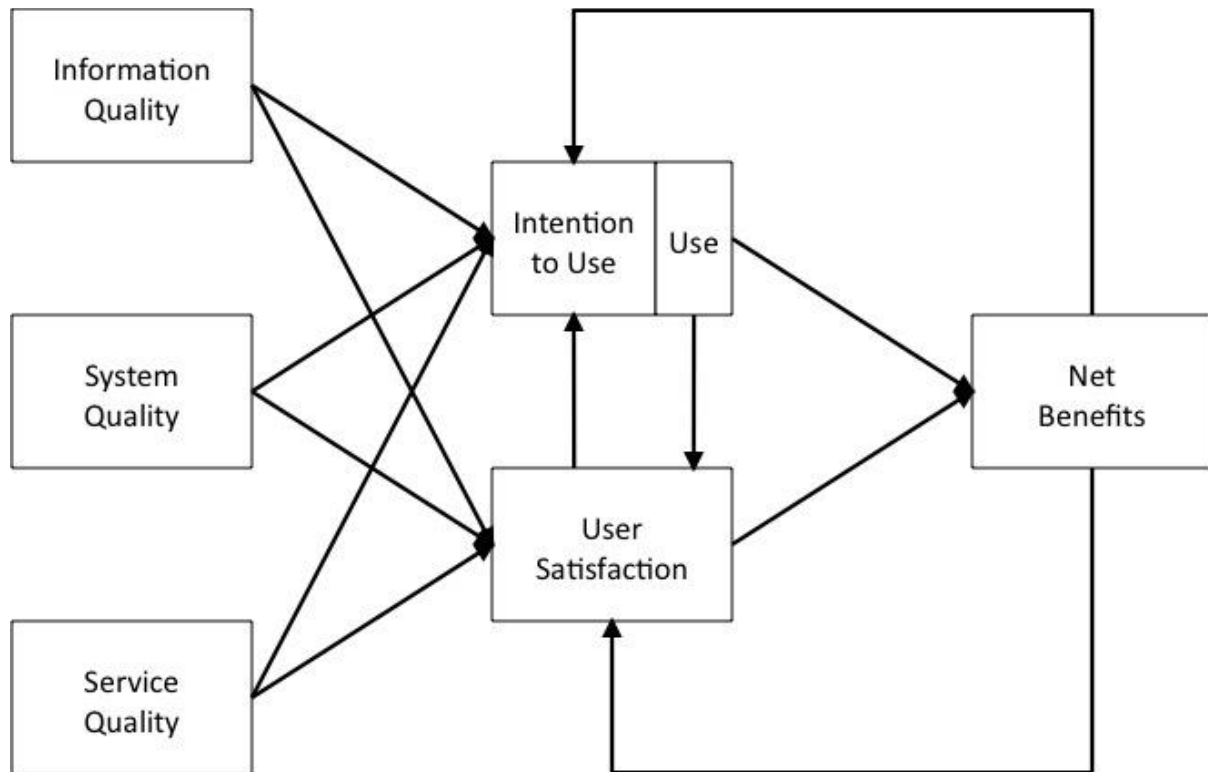 Information
Quality
Intention
to Use
Use
System
Quality
Net
Benefits
User
Satisfaction
Service
Quality